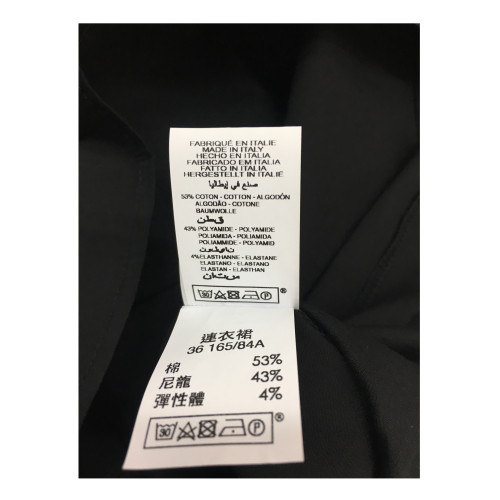 FABRIQUÉ EN ITALIE
MADE IN ITALY
HECHO EN ITALIA
FABRICADO EM ITALIA
FATTO IN ITALIA
HERGESTELLT IN ITALIË
صنع في إيطاليا
53% COTON - COTTON - ALGODÓN
ALGODÃO - COTONE
BAUMWOLLE
قطن
43% POLYAMIDE - POLYAMIDE
POLIAMIDA - POLIAMIDA
POLIAMMIDE - POLYAMID
4% ELASTHANNE - ELASTANE
ELASTANO - ELASTANO
ELASTAN - ELASTHAN
30 P ®
連衣裙
36 165/84A
棉 53%
尼龍 43%
彈性體 4%
30 P ®